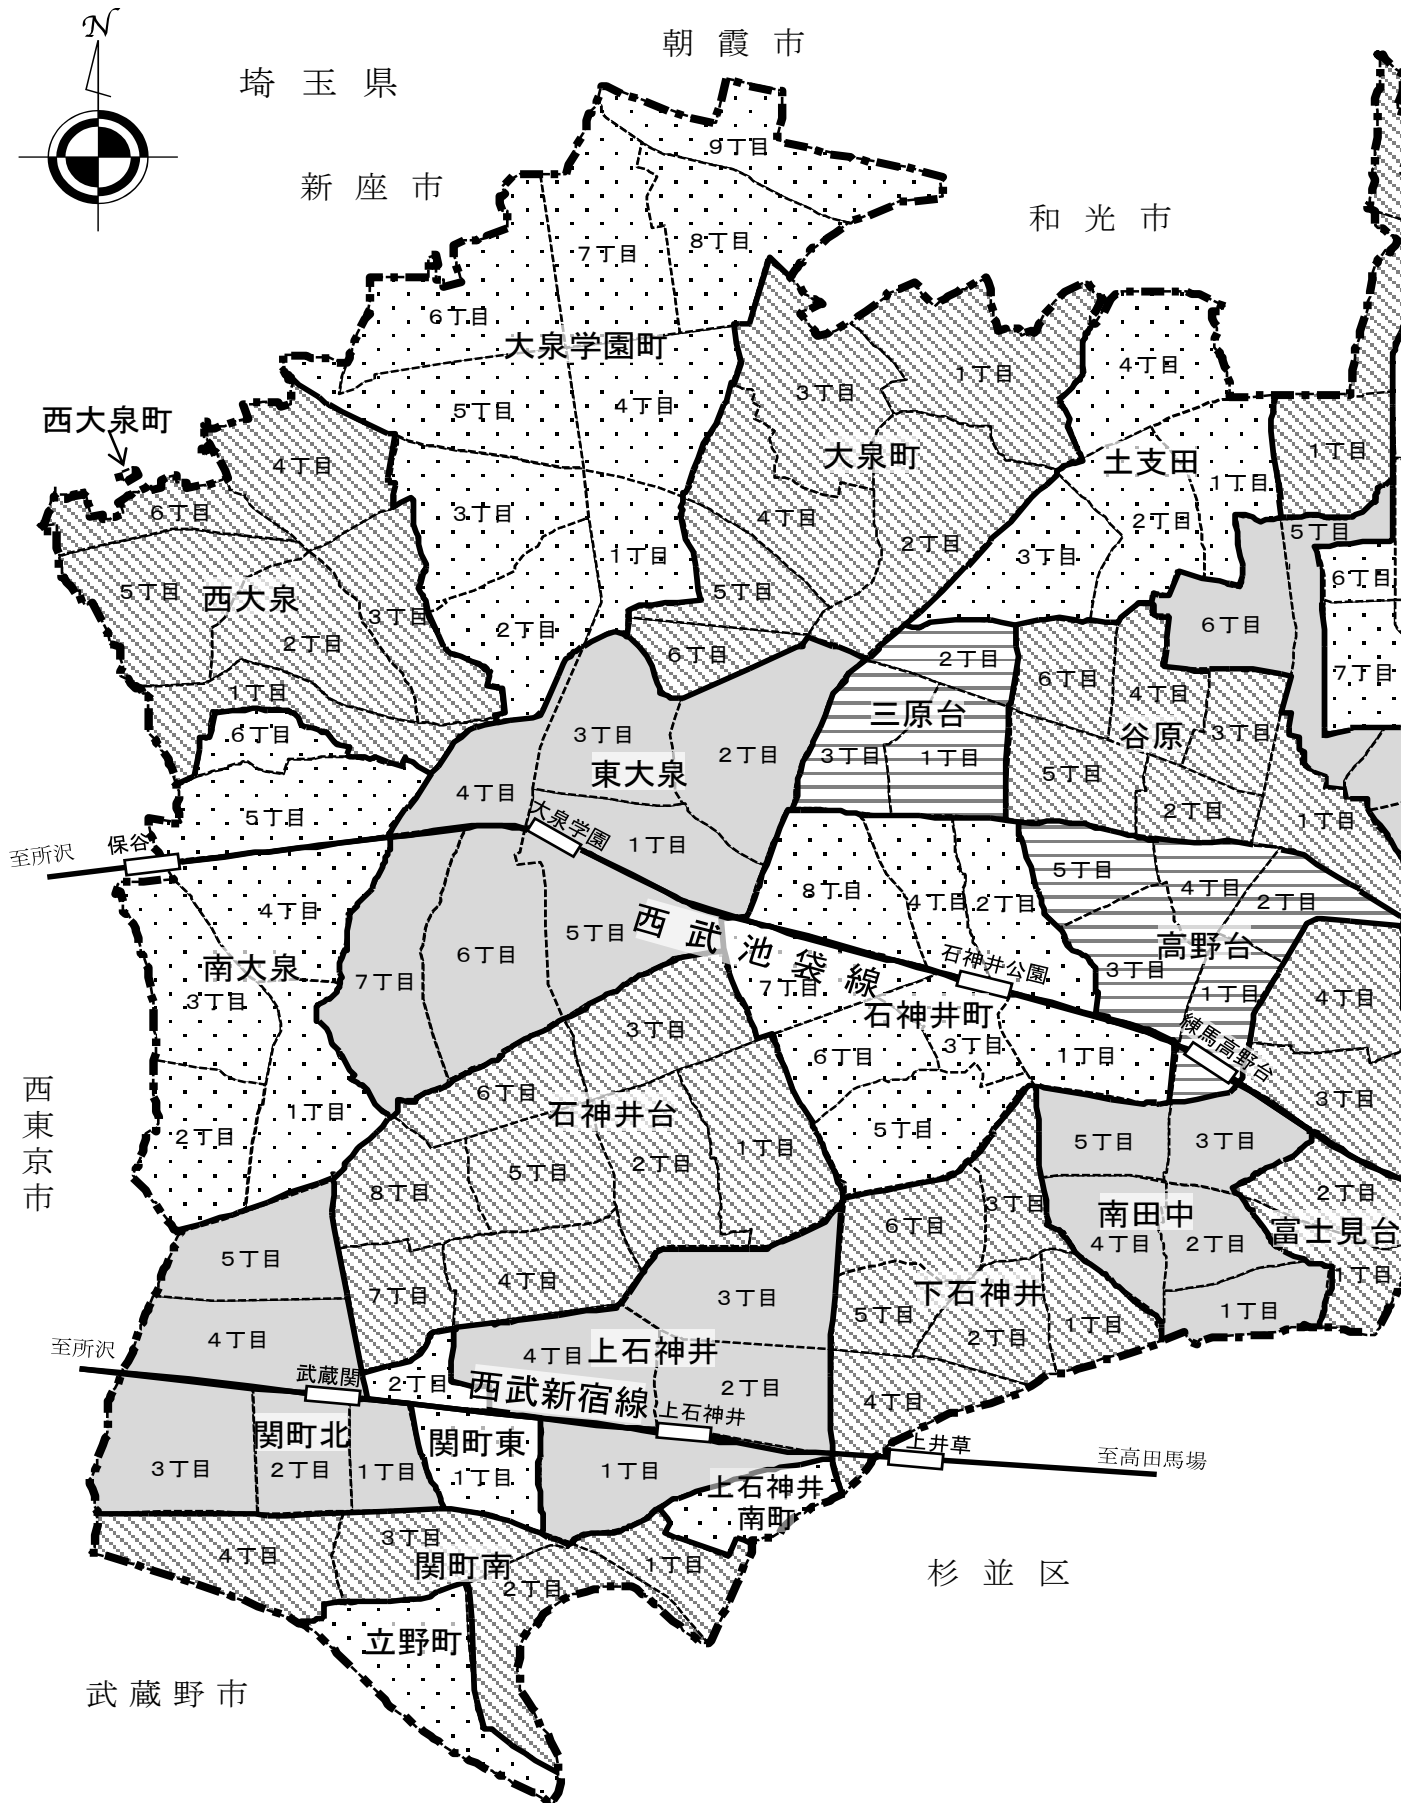 N
埼玉県
朝霞市
新座市
和光市
9丁目
7丁目
8丁目
6丁目
大泉学園町
5丁目
4丁目
3丁目
1丁目
2丁目
西大泉町
4丁目
6丁目
5丁目
西大泉
3丁目
2丁目
1丁目
3丁目
1丁目
大泉町
4丁目
2丁目
5丁目
6丁目
4丁目
土支田
1丁目
2丁目
3丁目
1丁目
5丁目
6丁目
6丁目
7丁目
2丁目
三原台
3丁目
1丁目
6丁目
4丁目
谷原
3丁目
5丁目
2丁目
1丁目
6丁目
5丁目
4丁目
南大泉
3丁目
2丁目
1丁目
3丁目
東大泉
2丁目
4丁目
1丁目
6丁目
5丁目
7丁目
至所沢
保谷
大泉学園
西武池袋線
石神井公園
練馬高野台
8丁目
4丁目
2丁目
7丁目
石神井町
6丁目
3丁目
1丁目
5丁目
5丁目
4丁目
2丁目
高野台
3丁目
1丁目
4丁目
3丁目
3丁目
6丁目
石神井台
5丁目
2丁目
1丁目
8丁目
4丁目
7丁目
西東京市
5丁目
3丁目
南田中
4丁目
2丁目
1丁目
2丁目
富士見台
1丁目
3丁目
6丁目
下石神井
5丁目
2丁目
1丁目
4丁目
5丁目
4丁目
至所沢
武蔵関
関町北
3丁目
2丁目
1丁目
2丁目
関町東
1丁目
3丁目
上石神井
4丁目
2丁目
西武新宿線
上石神井
1丁目
上井草
至高田馬場
上石神井
南町
3丁目
関町南
4丁目
2丁目
1丁目
立野町
杉並区
武蔵野市